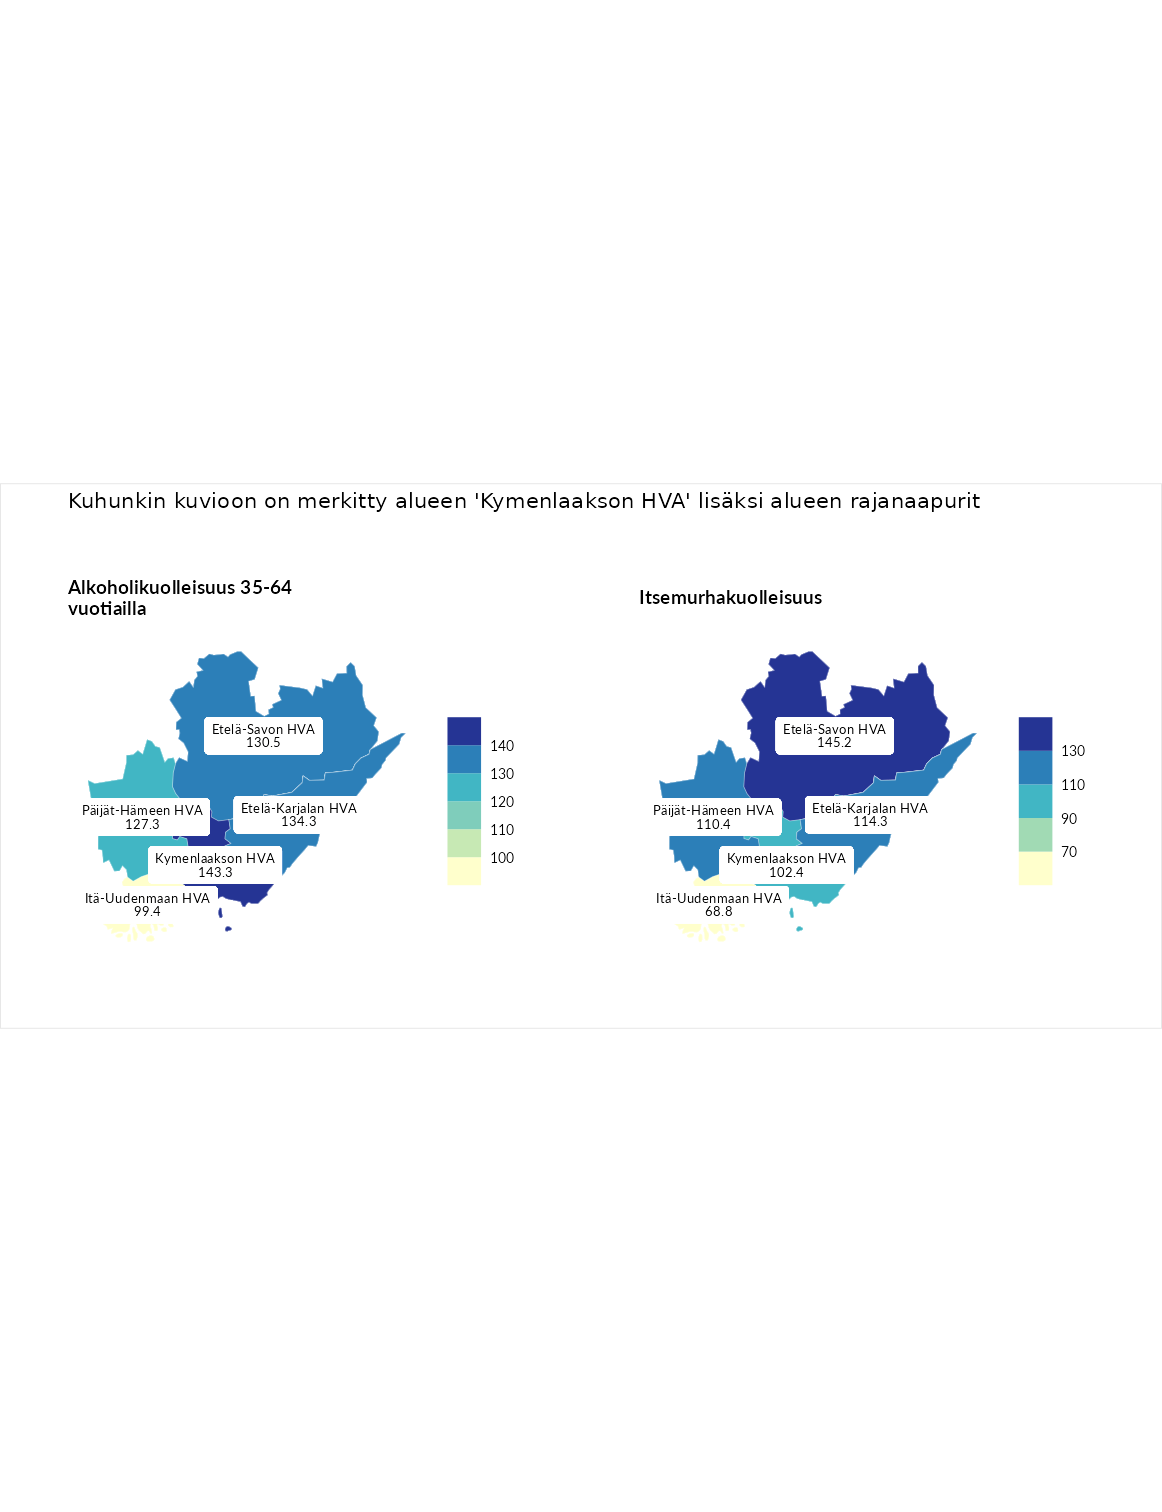 Kuhunkin kuvioon on merkitty alueen 'Kymenlaakson HVA' lisäksi alueen rajanaapurit
Alkoholikuolleisuus 35-64
vuotiailla
Etelä-Savon HVA
130.5
Etelä-Karjalan HVA
134.3
Päijät-Hämeen HVA
127.3
Kymenlaakson HVA
143.3
Itä-Uudenmaan HVA
99.4
140
130
120
110
100
Itsemurhakuolleisuus
Etelä-Savon HVA
145.2
Etelä-Karjalan HVA
114.3
Päijät-Hämeen HVA
110.4
Kymenlaakson HVA
102.4
Itä-Uudenmaan HVA
68.8
130
110
90
70